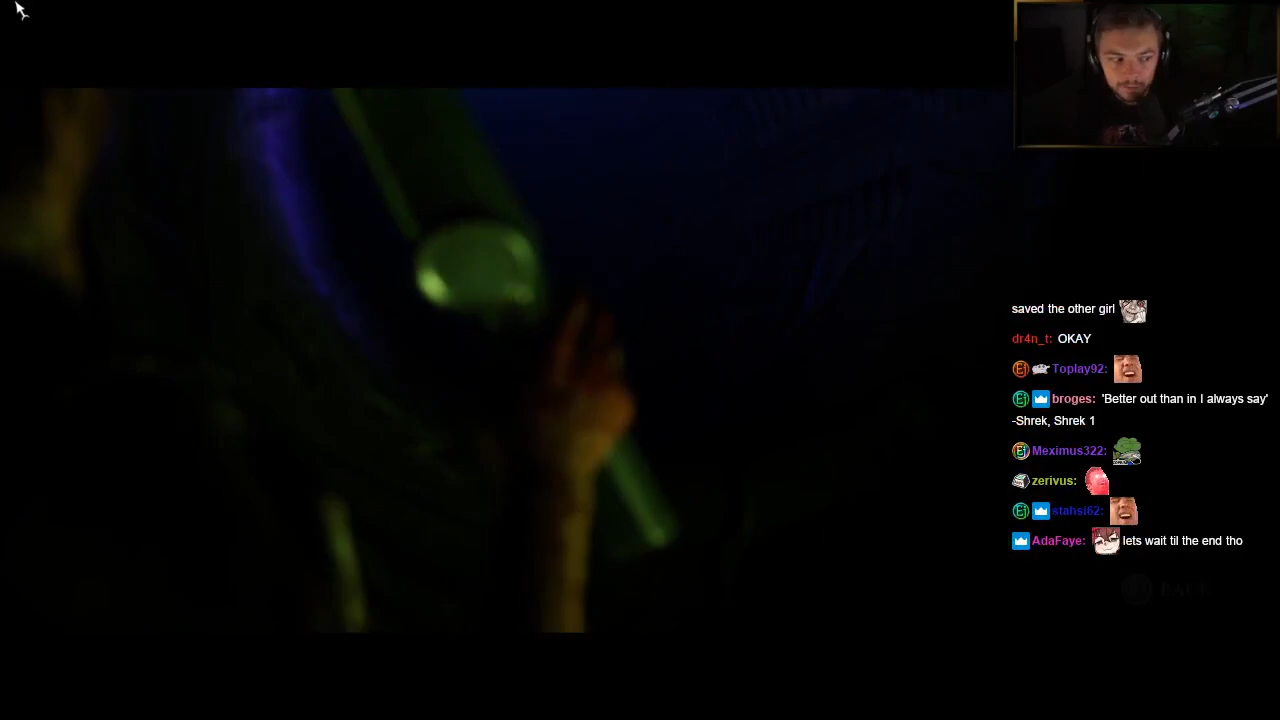 saved the other girl
dr4n_t: OKAY
Toplay92:
broges: 'Better out than in I always say'
-Shrek, Shrek 1
Meximus322:
zerivus:
stahsi62:
AdaFaye: lets wait til the end tho
BACK